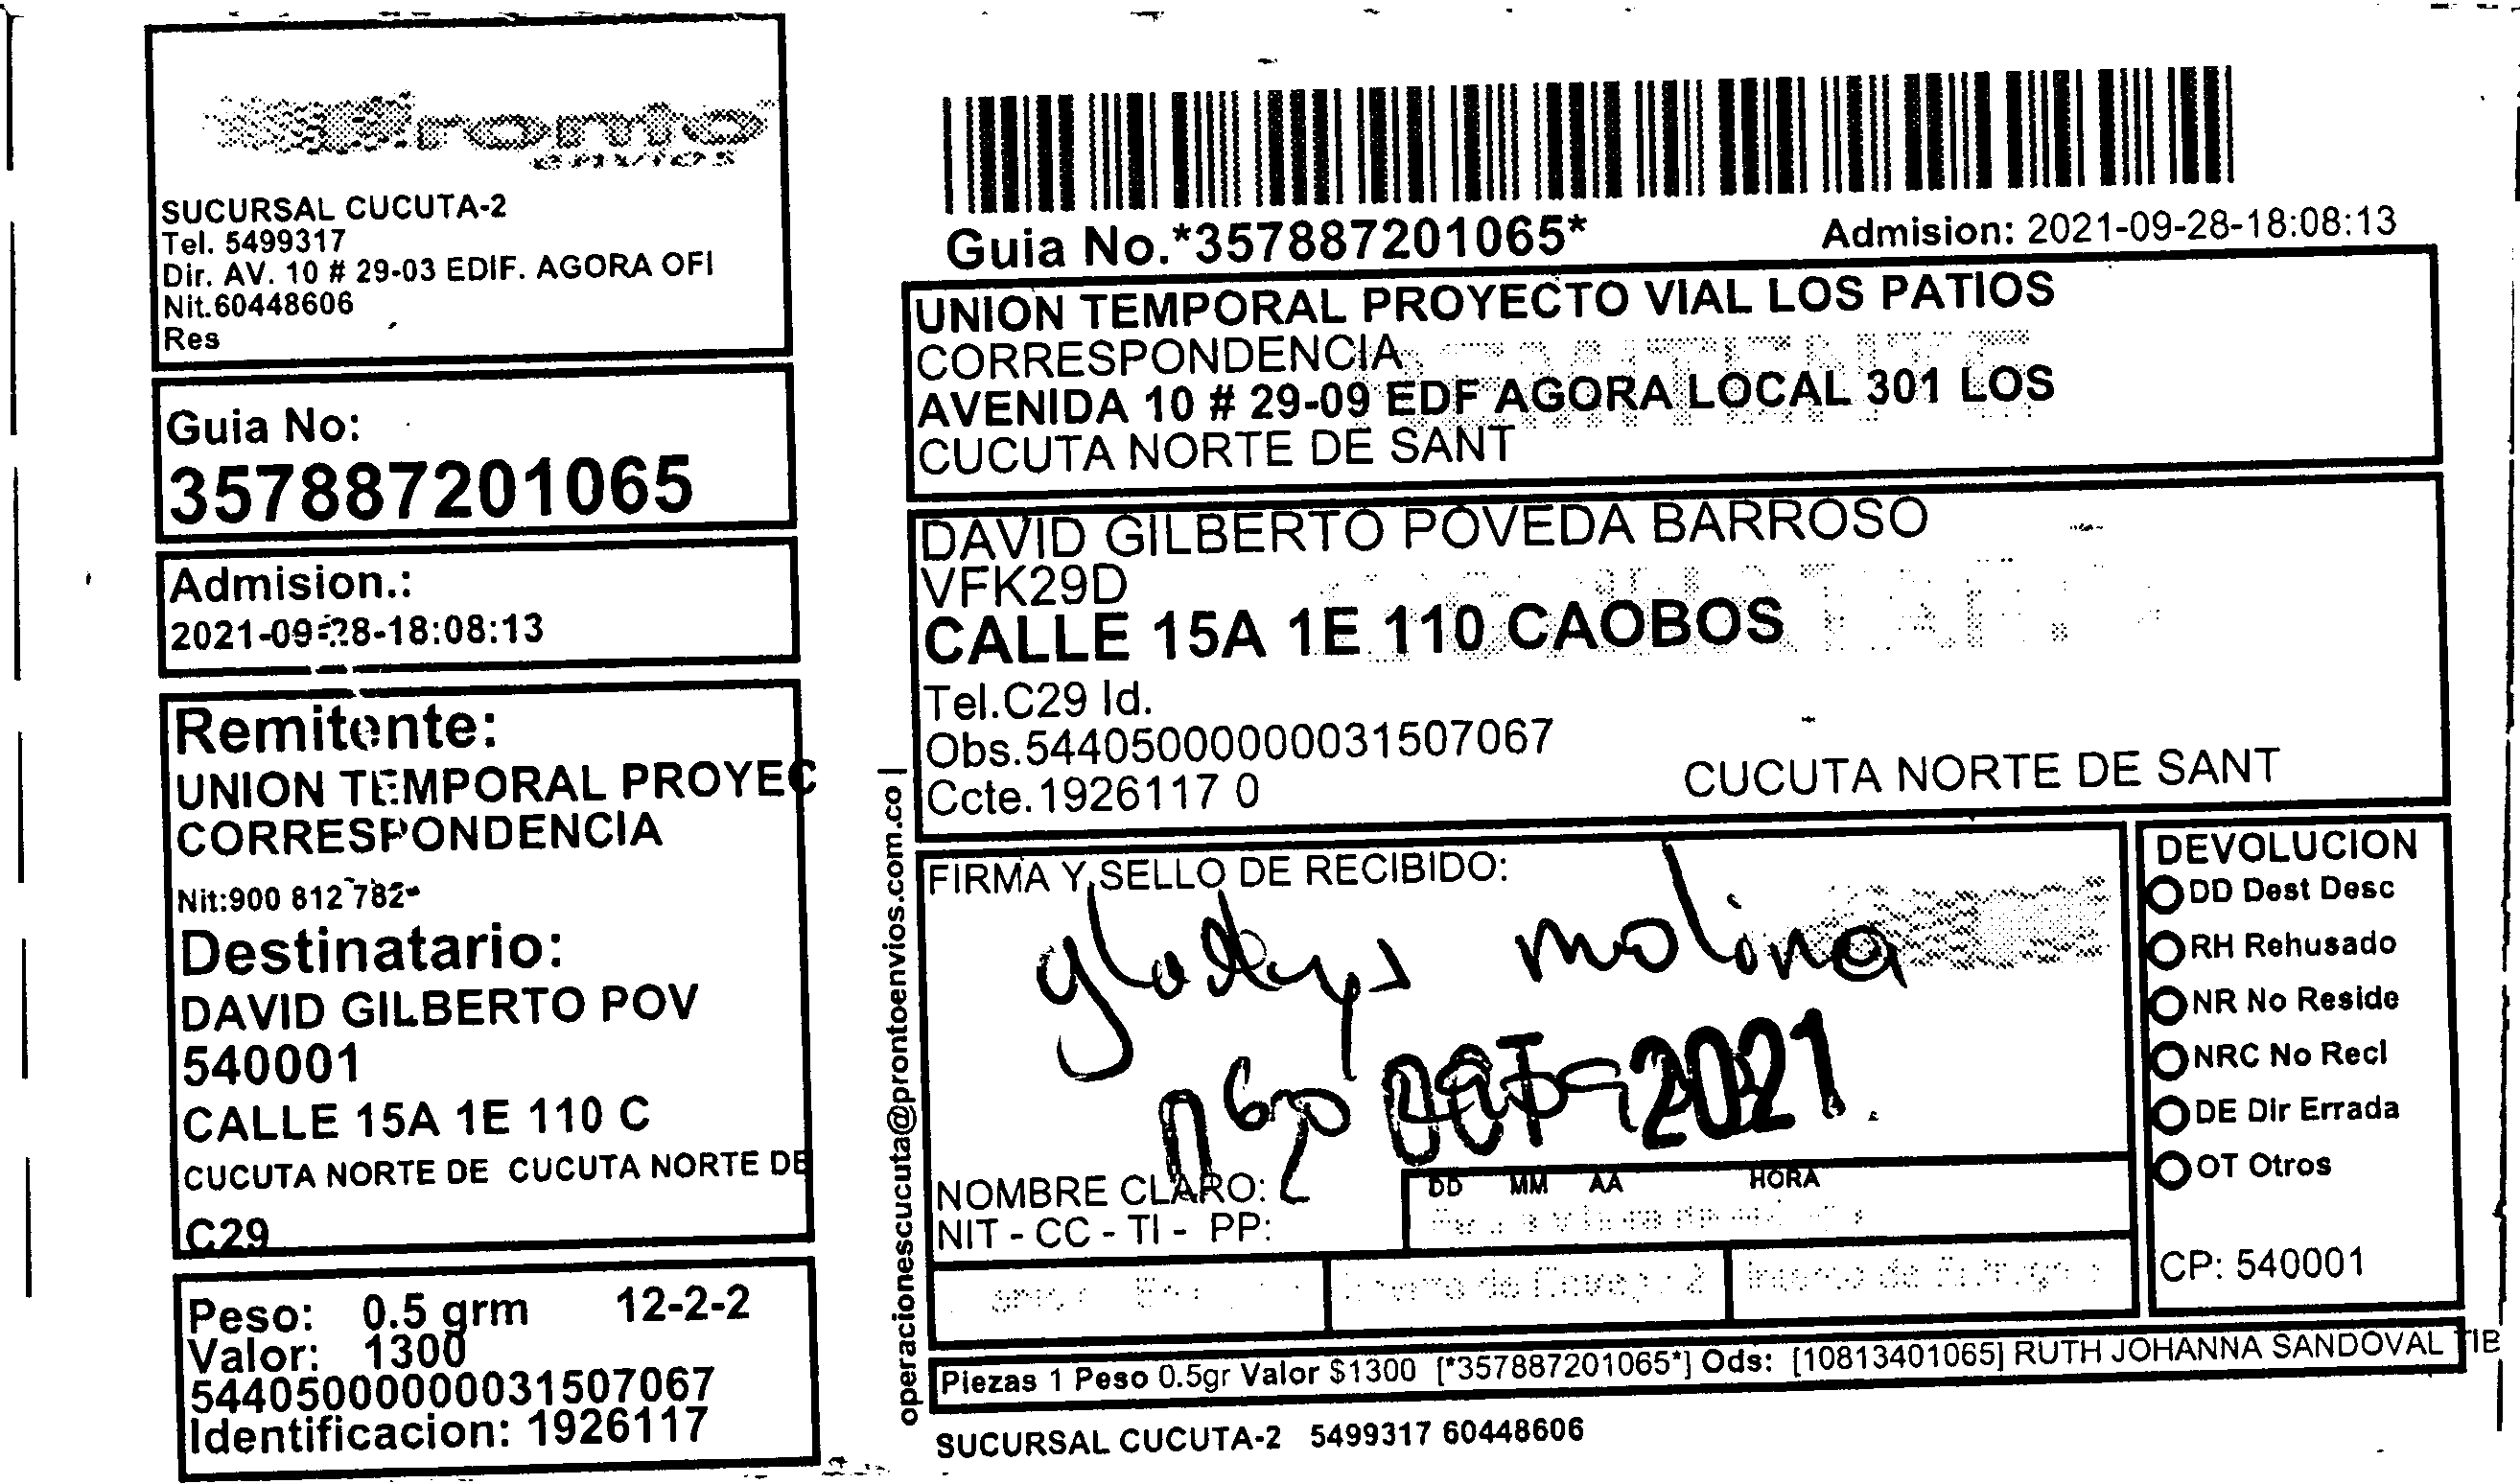 Pronto
envios
SUCURSAL CUCUTA-2
Tel. 5499317
Dir. AV. 10 # 29-03 EDIF. AGORA OFI
Nit.60448606
Res
Guia No:
357887201065
Admision.:
2021-09-28-18:08:13
Remitente:
UNION TEMPORAL PROYEC
CORRESPONDENCIA
Nit:900 812 782
Destinatario:
DAVID GILBERTO POV
540001
CALLE 15A 1E 110 C
CUCUTA NORTE DE CUCUTA NORTE DE
C29
Peso: 0.5 grm 12-2-2
Valor: 1300
544050000000031507067
Identificacion: 1926117
operacionescucuta@prontoenvios.com.co |
Guia No.*357887201065*
Admision: 2021-09-28-18:08:13
UNION TEMPORAL PROYECTO VIAL LOS PATIOS
CORRESPONDENCIA
REMITENTE
AVENIDA 10 # 29-09 EDF AGORA LOCAL 301 LOS
CUCUTA NORTE DE SANT
DAVID GILBERTO POVEDA BARROSO
VFK29D
CALLE 15A 1E 110 CAOBOS
Tel.C29 Id.
Obs.544050000000031507067
Ccte.1926117 0
CUCUTA NORTE DE SANT
FIRMA Y SELLO DE RECIBIDO:
gladys molina
OCT 2021
NOMBRE CLARO:
NIT - CC - TI - PP:
DD MM AA HORA
DEVOLUCION
DD Dest Desc
RH Rehusado
NR No Reside
NRC No Recl
DE Dir Errada
OT Otros
CP: 540001
Piezas 1 Peso 0.5gr Valor $1300 [*357887201065*] Ods: [10813401065] RUTH JOHANNA SANDOVAL TIB
SUCURSAL CUCUTA-2 5499317 60448606